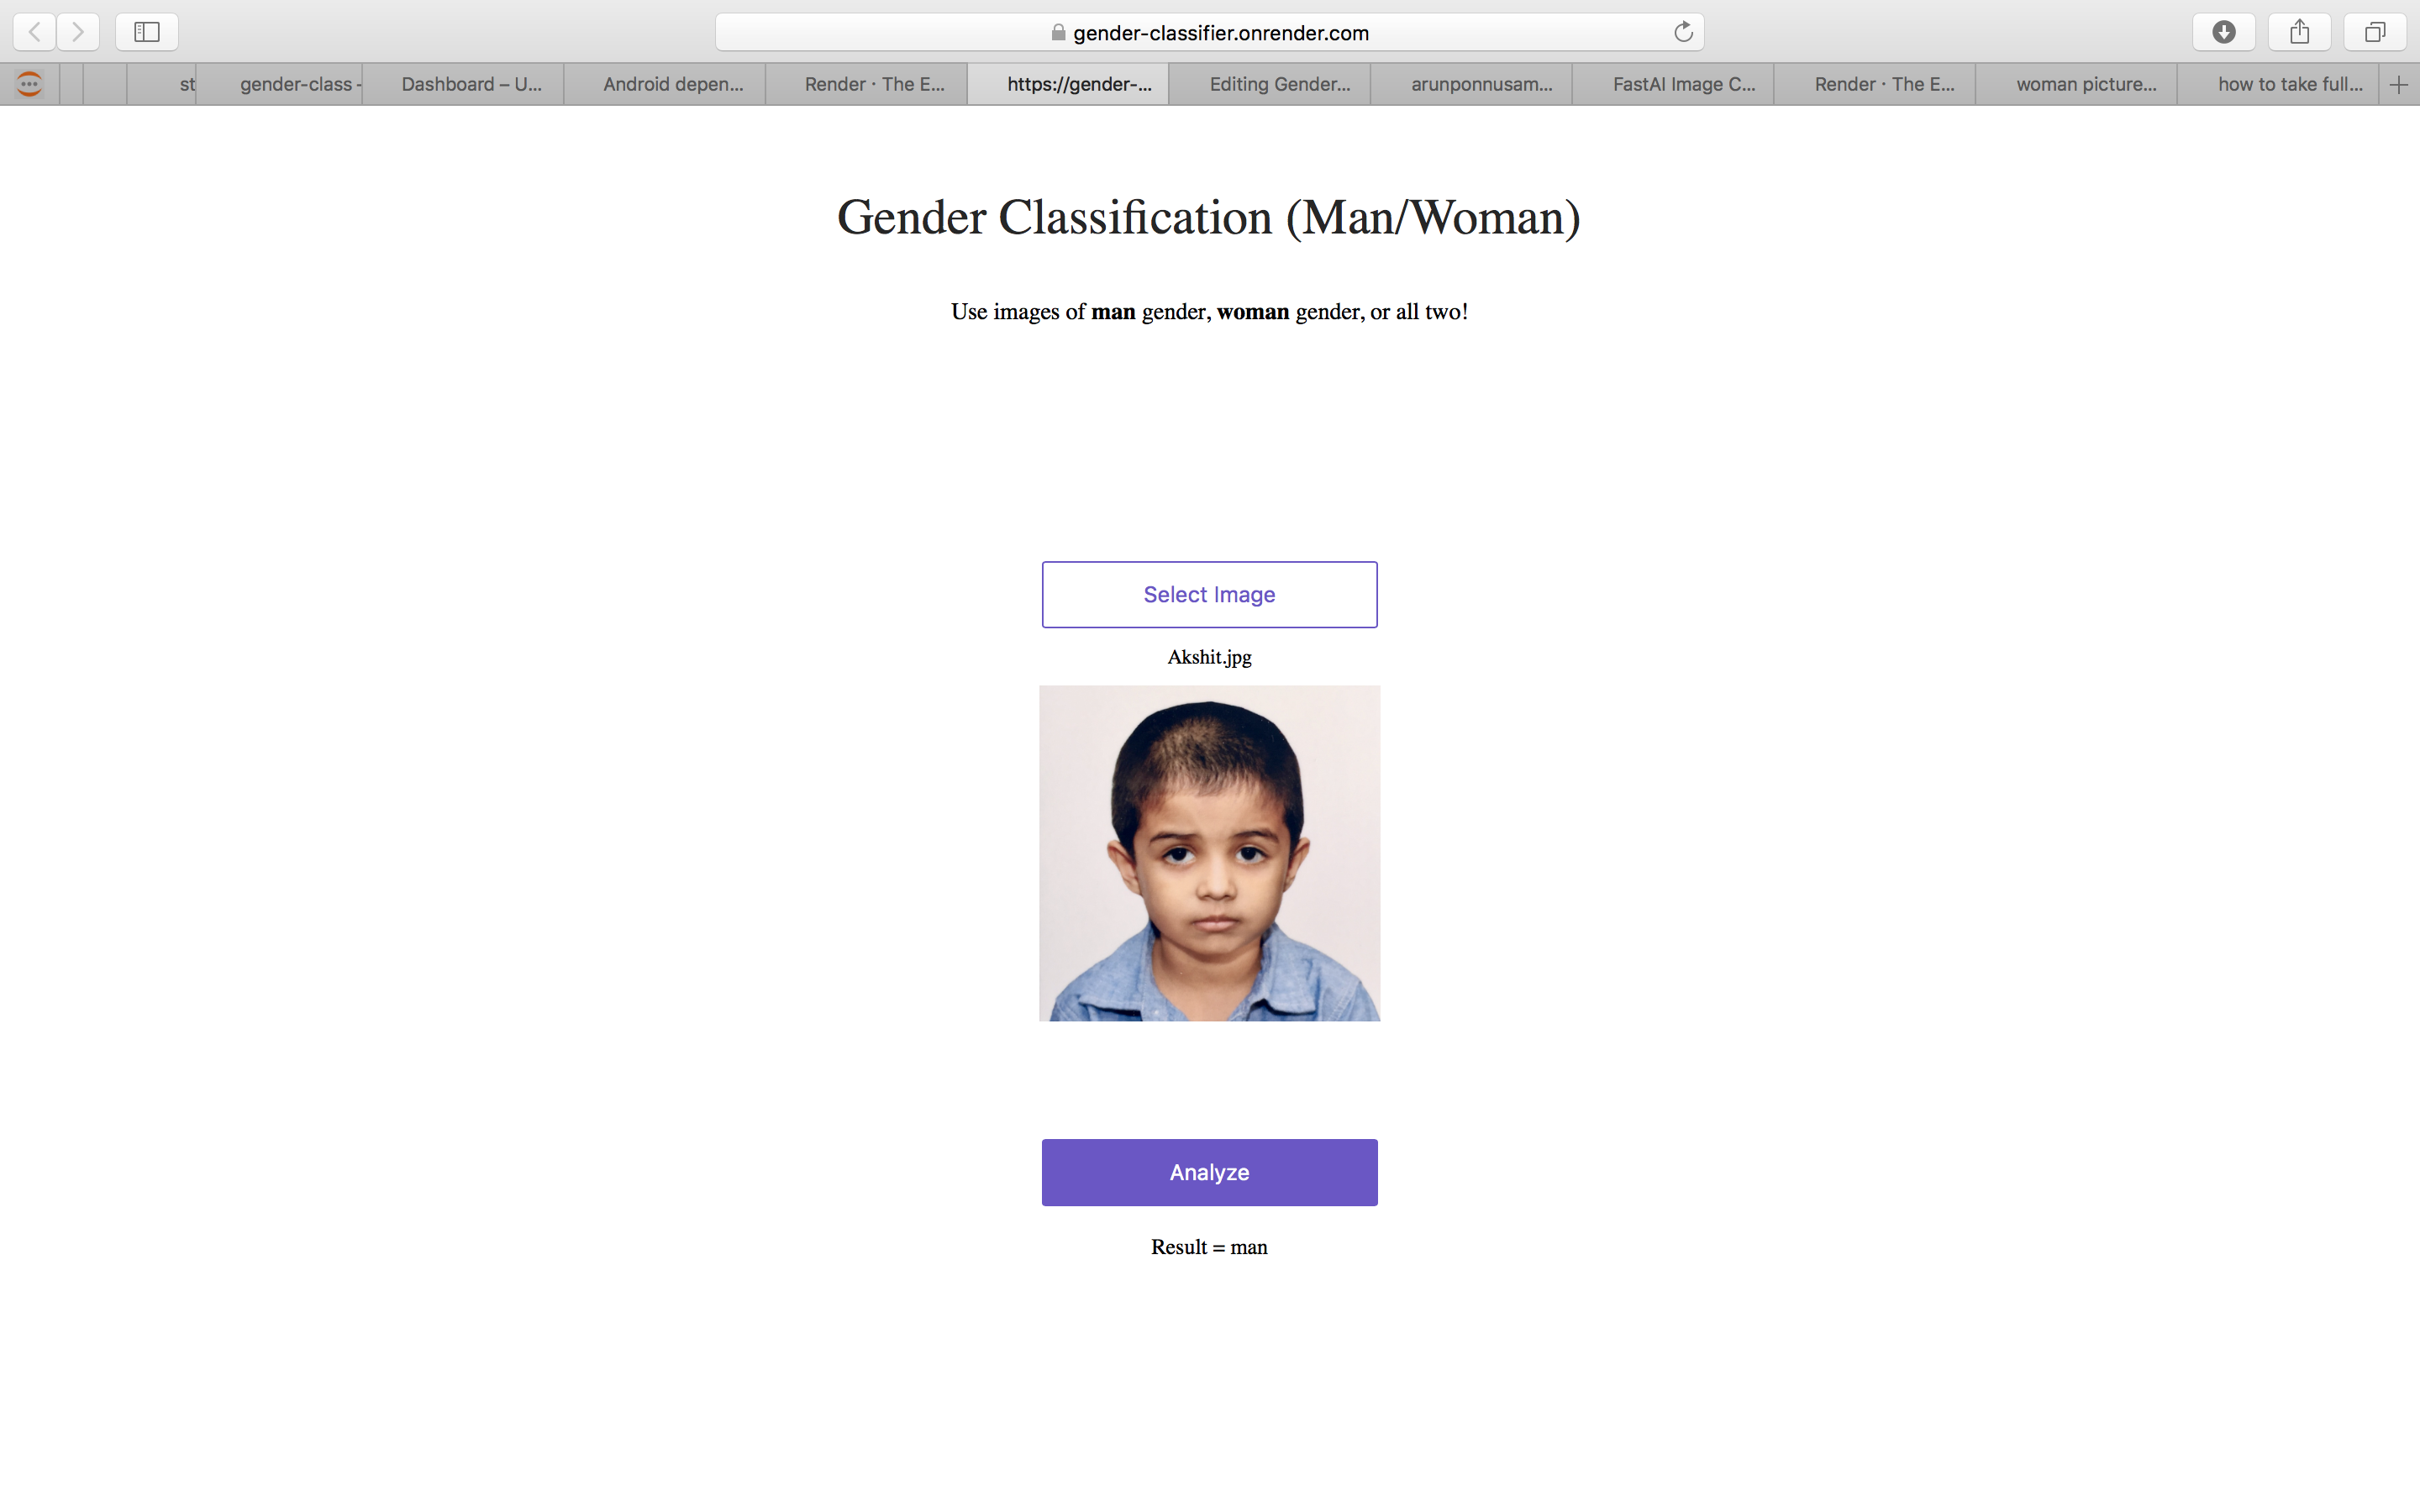 gender-classifier.onrender.com
st
gender-class -
Dashboard – U...
Android depen...
Render · The E...
https://gender-...
Editing Gender...
arunponnusam...
FastAI Image C...
Render · The E...
woman picture...
how to take full...
Gender Classification (Man/Woman)
Use images of man gender, woman gender, or all two!
Select Image
Akshit.jpg
Analyze
Result = man